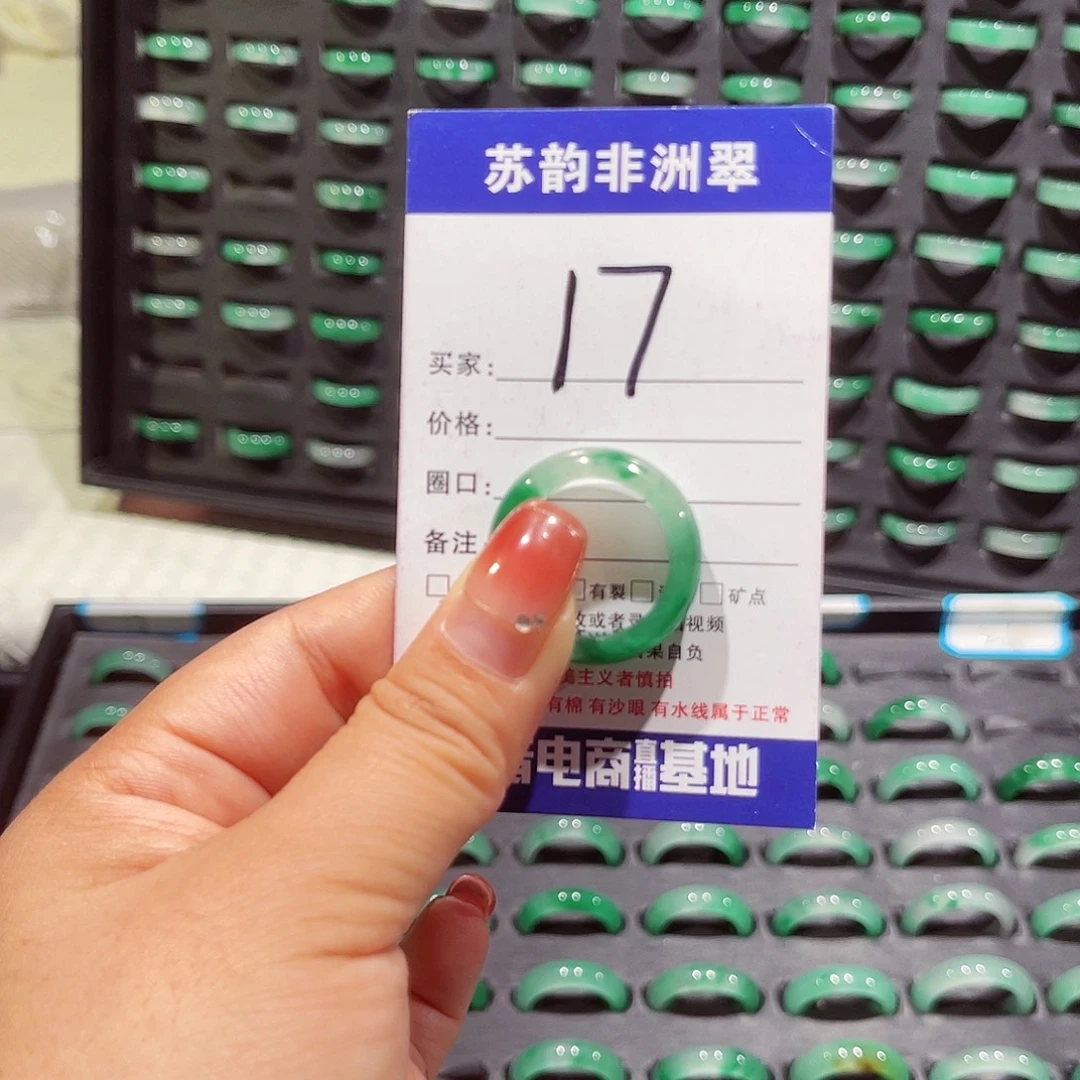 苏韵非洲翠
17
买家:
价格:
圈口:
备注
有裂 矿点
或者录 视频
果自负
主义者慎拍
有棉 有沙眼 有水线属于正常
电商直播基地